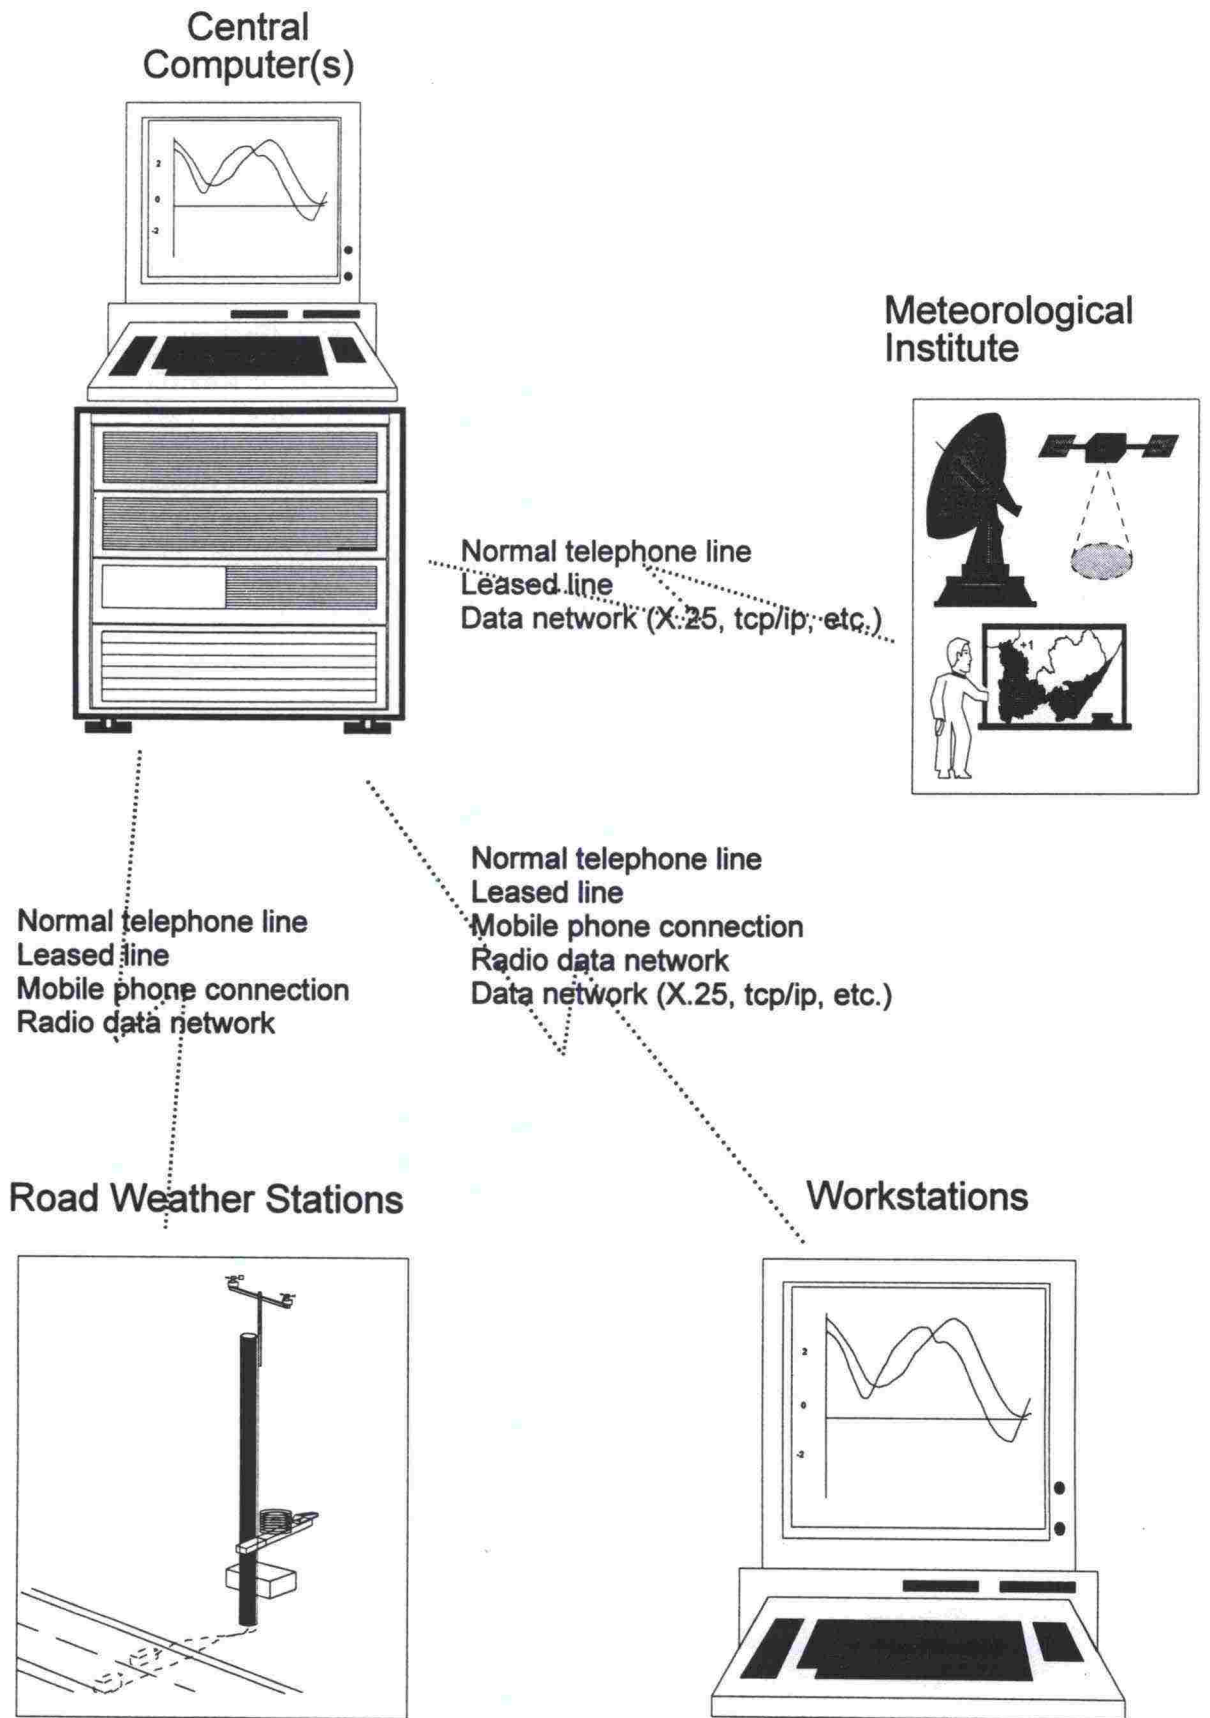 Central
Computer(s)
2
0
-2
Meteorological
Institute
+1
Normal telephone line
Leased line
Data network (X.25, tcp/ip, etc.)
Normal telephone line
Leased line
Mobile phone connection
Radio data network
Data network (X.25, tcp/ip, etc.)
Normal telephone line
Leased line
Mobile phone connection
Radio data network
Road Weather Stations
Workstations
2
0
-2